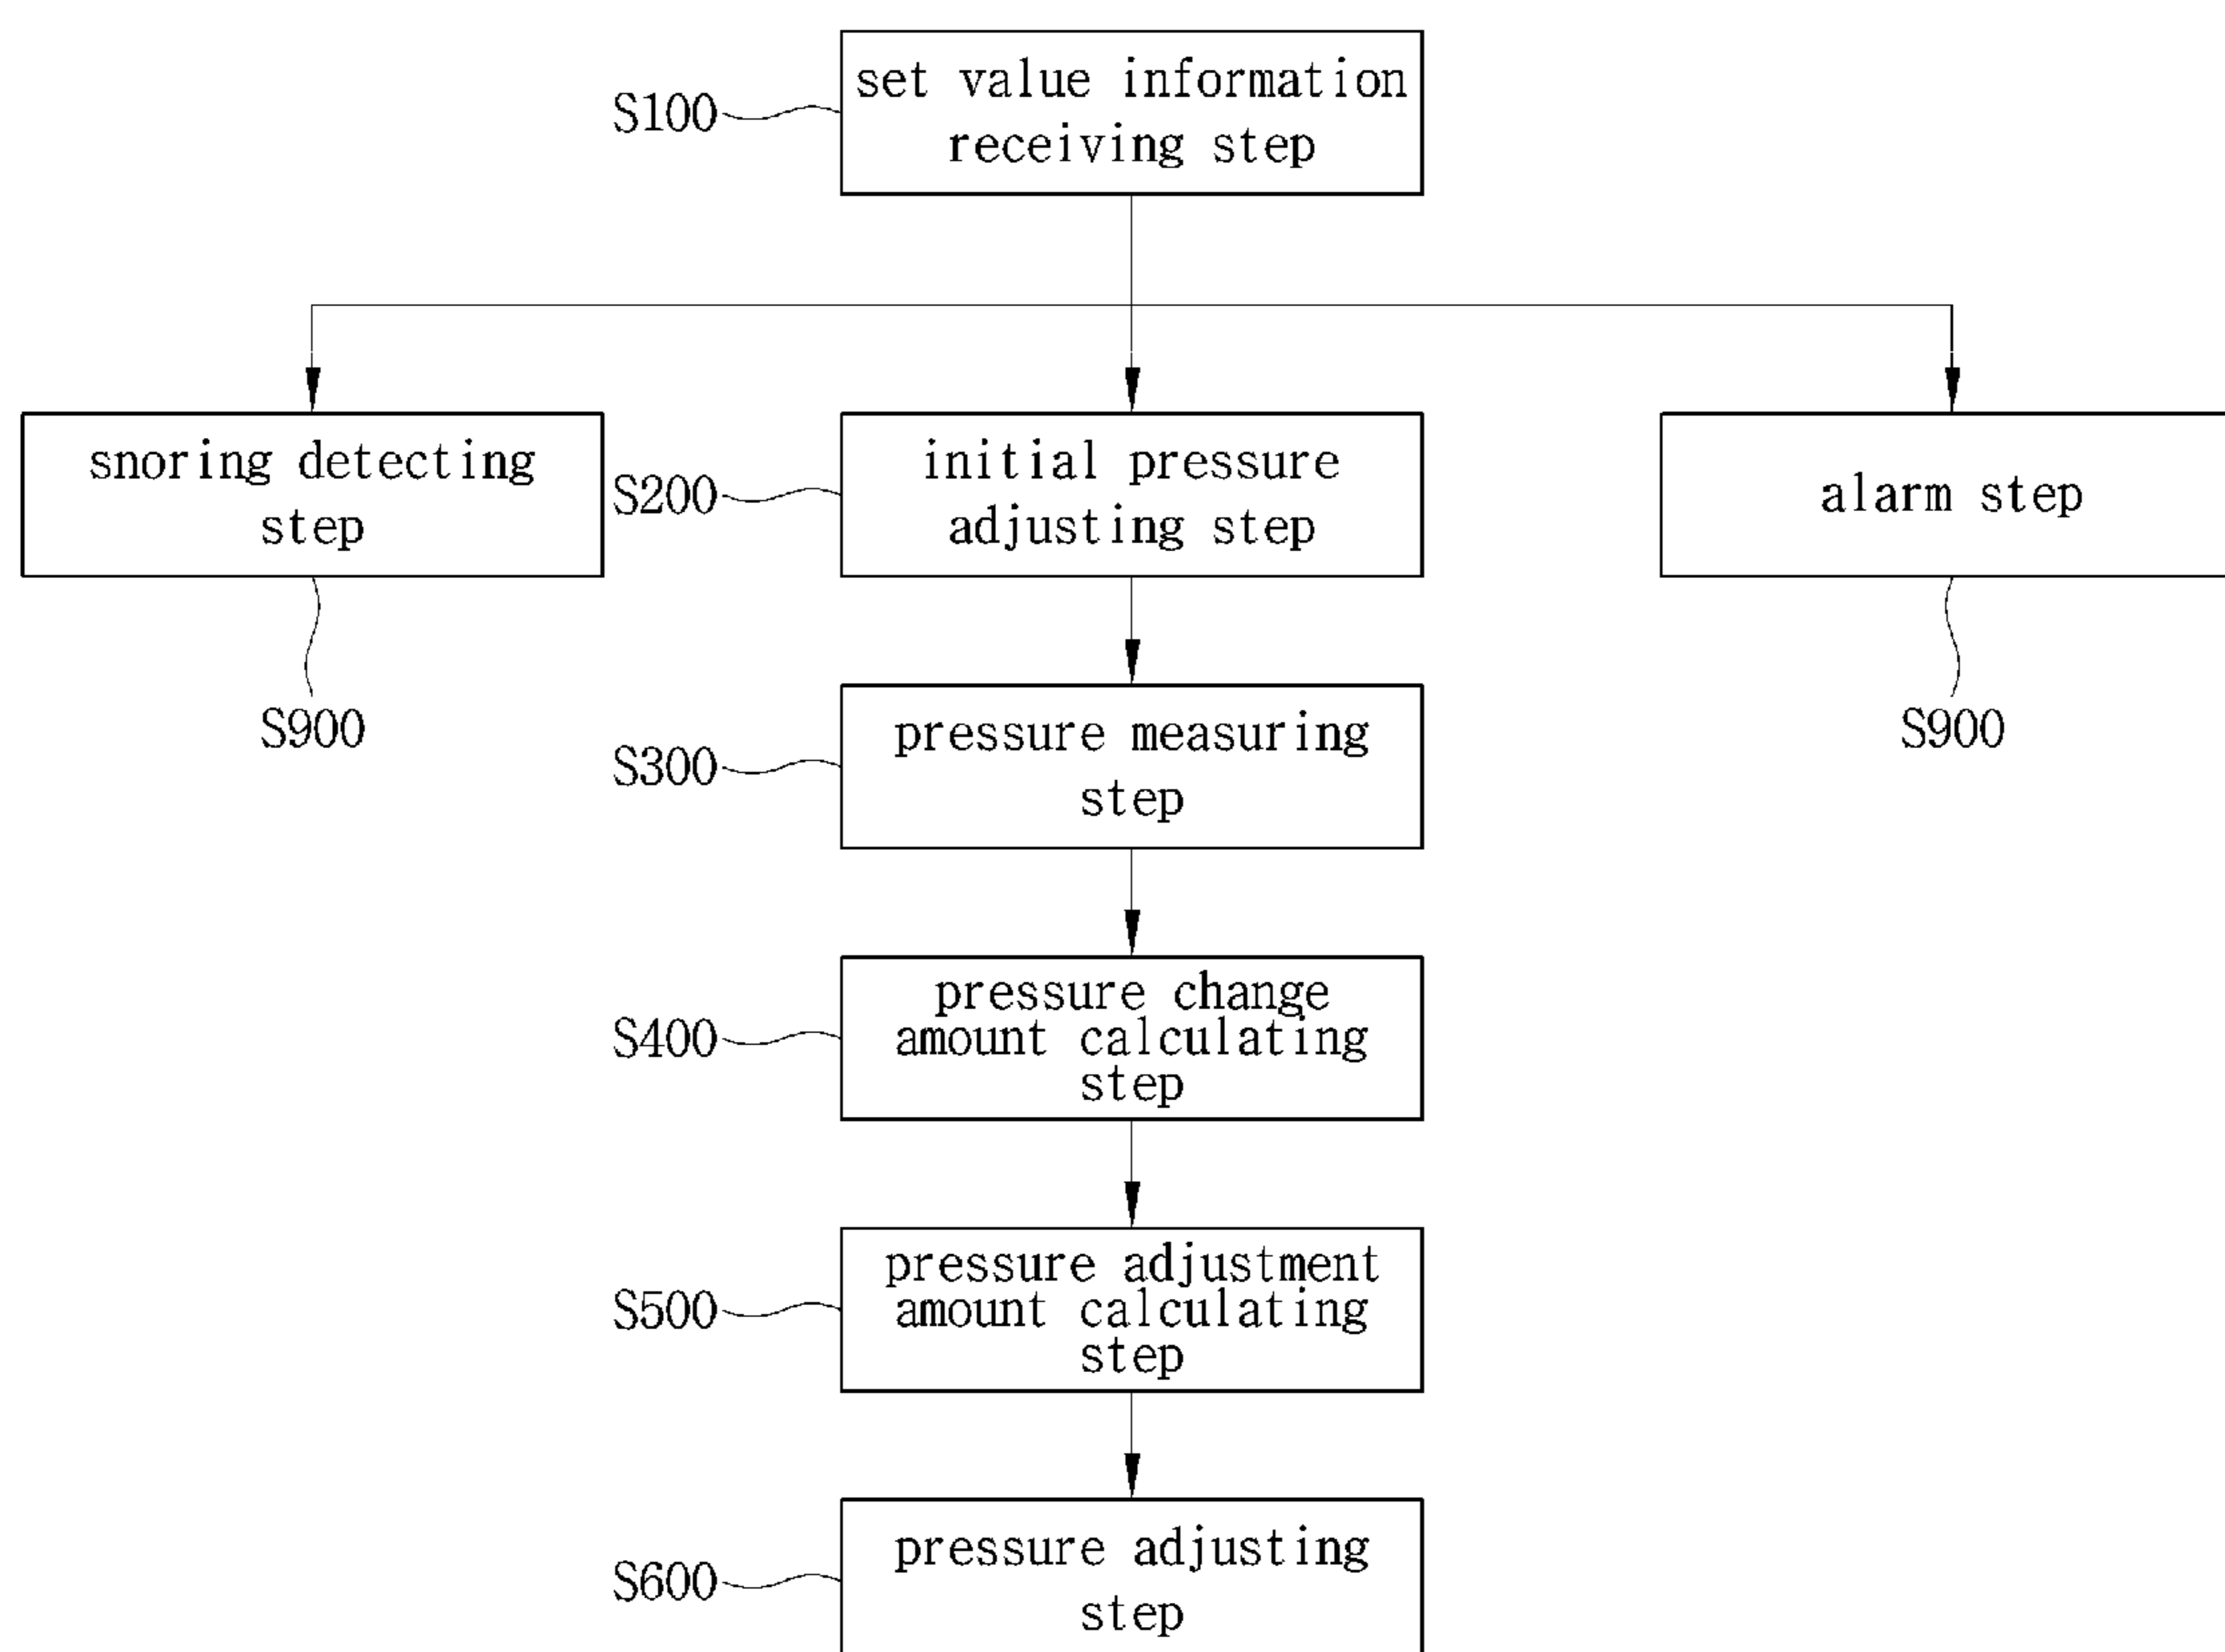 S100
set value information
receiving step
snoring detecting
step
S900
S200
initial pressure
adjusting step
alarm step
S900
S300
pressure measuring
step
S400
pressure change
amount calculating
step
S500
pressure adjustment
amount calculating
step
S600
pressure adjusting
step